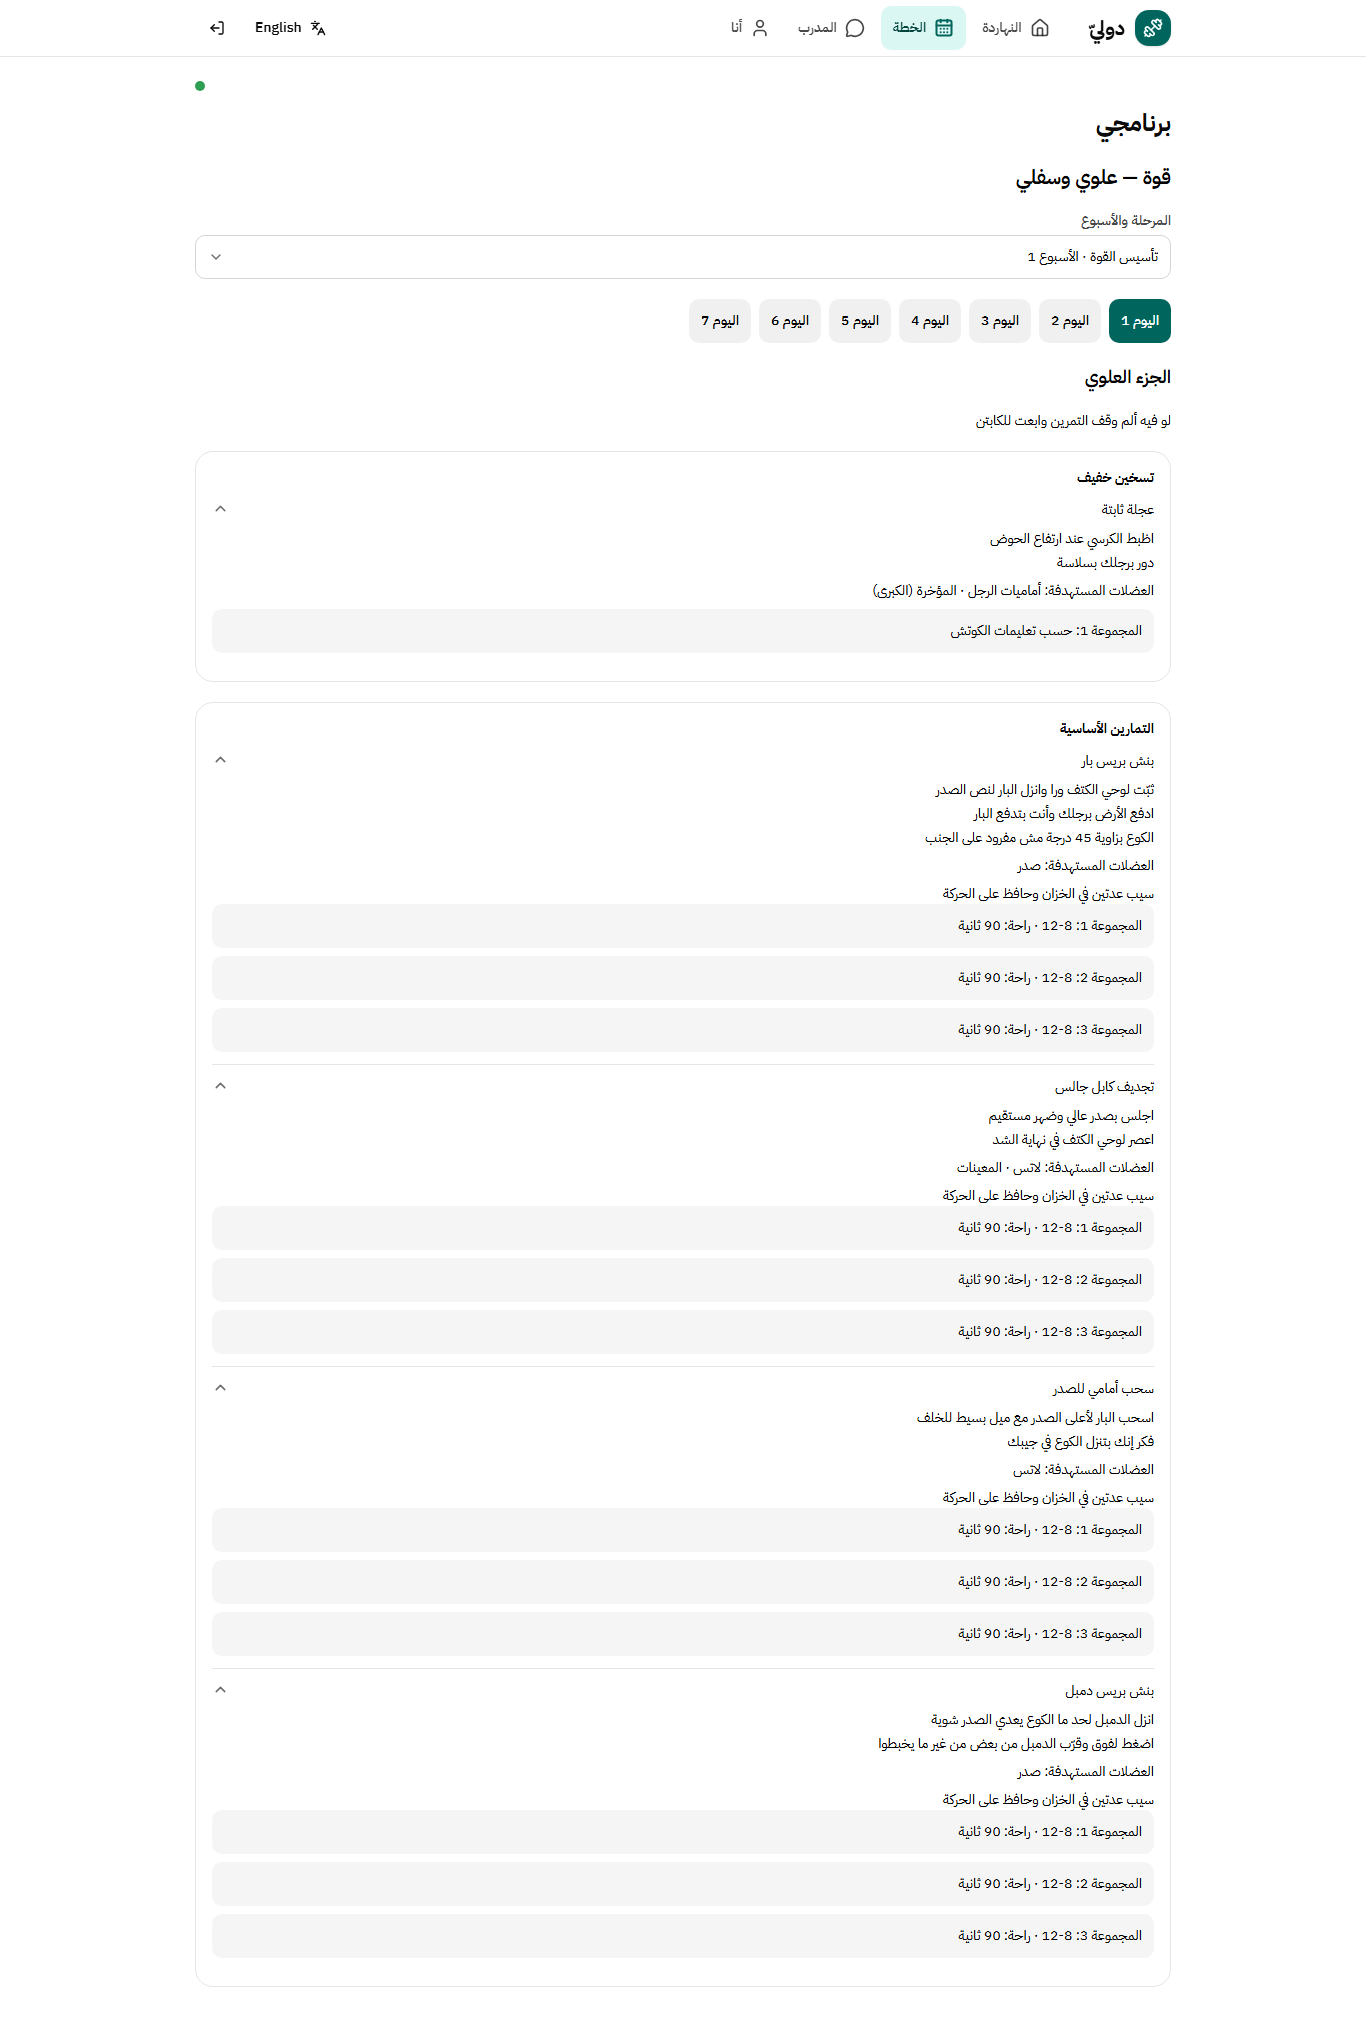 دوليّ
النهاردة
الخطة
المدرب
أنا
English
برنامجي
قوة — علوي وسفلي
المرحلة والأسبوع
تأسيس القوة · الأسبوع 1
اليوم 1
اليوم 2
اليوم 3
اليوم 4
اليوم 5
اليوم 6
اليوم 7
الجزء العلوي
لو فيه ألم وقف التمرين وابعت للكابتن
تسخين خفيف
عجلة ثابتة
اظبط الكرسي عند ارتفاع الحوض
دور برجلك بسلاسة
العضلات المستهدفة: أماميات الرجل · المؤخرة (الكبرى)
المجموعة 1: حسب تعليمات الكوتش
التمارين الأساسية
بنش بريس بار
ثبّت لوحي الكتف ورا وانزل البار لنص الصدر
ادفع الأرض برجلك وأنت بتدفع البار
الكوع بزاوية 45 درجة مش مفرود على الجنب
العضلات المستهدفة: صدر
سيب عدتين في الخزان وحافظ على الحركة
المجموعة 1: 8-12 · راحة: 90 ثانية
المجموعة 2: 8-12 · راحة: 90 ثانية
المجموعة 3: 8-12 · راحة: 90 ثانية
تجديف كابل جالس
اجلس بصدر عالي وضهر مستقيم
اعصر لوحي الكتف في نهاية الشد
العضلات المستهدفة: لاتس · المعينات
سيب عدتين في الخزان وحافظ على الحركة
المجموعة 1: 8-12 · راحة: 90 ثانية
المجموعة 2: 8-12 · راحة: 90 ثانية
المجموعة 3: 8-12 · راحة: 90 ثانية
سحب أمامي للصدر
اسحب البار لأعلى الصدر مع ميل بسيط للخلف
فكر إنك بتنزل الكوع في جيبك
العضلات المستهدفة: لاتس
سيب عدتين في الخزان وحافظ على الحركة
المجموعة 1: 8-12 · راحة: 90 ثانية
المجموعة 2: 8-12 · راحة: 90 ثانية
المجموعة 3: 8-12 · راحة: 90 ثانية
بنش بريس دمبل
انزل الدمبل لحد ما الكوع يعدي الصدر شوية
اضغط لفوق وقرّب الدمبل من بعض من غير ما يخبطوا
العضلات المستهدفة: صدر
سيب عدتين في الخزان وحافظ على الحركة
المجموعة 1: 8-12 · راحة: 90 ثانية
المجموعة 2: 8-12 · راحة: 90 ثانية
المجموعة 3: 8-12 · راحة: 90 ثانية